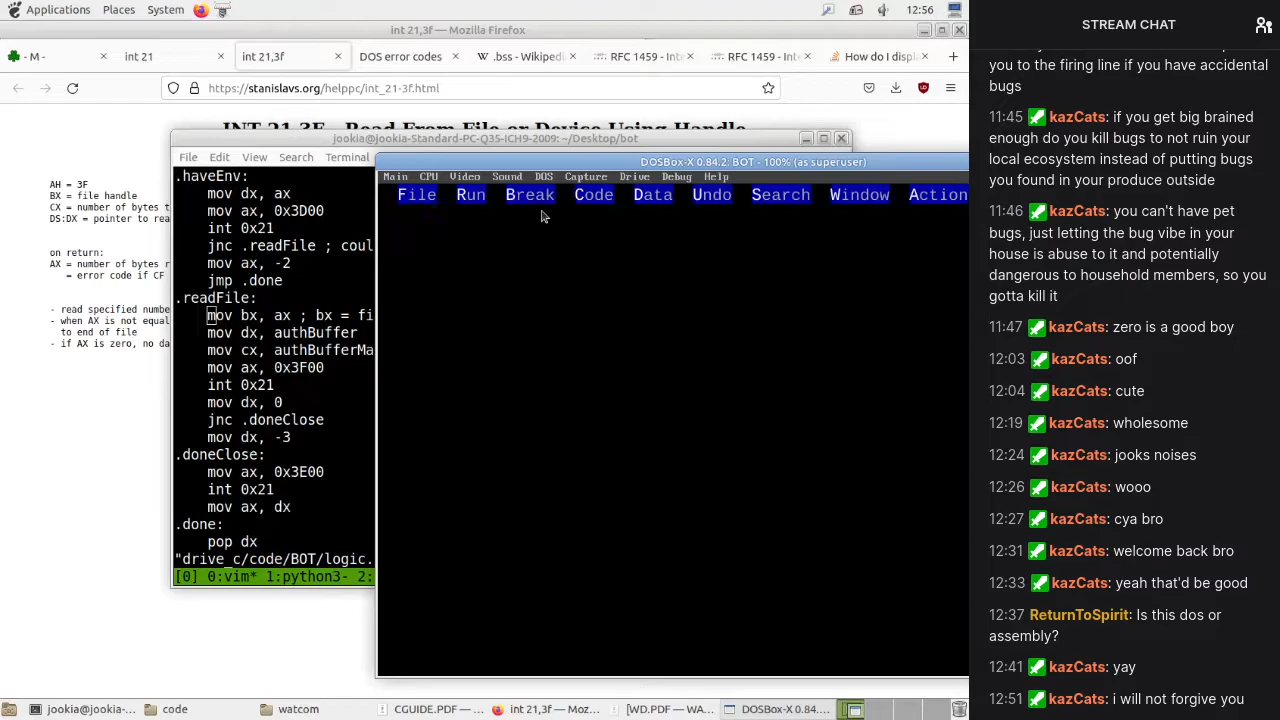 Applications Places System 12:56
int 21,3f — Mozilla Firefox
- M - int 21 int 21,3f DOS error codes .bss - Wikiped RFC 1459 - Inte RFC 1459 - Inte How do I displa
https://stanislavs.org/helppc/int_21-3f.html
INT 21,3F - Read From File or Device Using Handle
AH = 3F
BX = file handle
CX = number of bytes t
DS:DX = pointer to read
on return:
AX = number of bytes r
= error code if CF
- read specified numbe
- when AX is not equal
to end of file
- if AX is zero, no da
jookia@jookia-Standard-PC-Q35-ICH9-2009: ~/Desktop/bot
File Edit View Search Terminal
.haveEnv:
mov dx, ax
mov ax, 0x3D00
int 0x21
jnc .readFile ; coul
mov ax, -2
jmp .done
.readFile:
mov bx, ax ; bx = fi
mov dx, authBuffer
mov cx, authBufferMa
mov ax, 0x3F00
int 0x21
mov dx, 0
jnc .doneClose
mov dx, -3
.doneClose:
mov ax, 0x3E00
int 0x21
mov ax, dx
.done:
pop dx
"drive_c/code/BOT/logic.
[0] 0:vim* 1:python3- 2:
DOSBox-X 0.84.2: BOT - 100% (as superuser)
Main CPU Video Sound DOS Capture Drive Debug Help
File Run Break Code Data Undo Search Window Action
jookia@jookia-... code watcom CGUIDE.PDF — ... int 21,3f — Moz... [WD.PDF — WA... DOSBox-X 0.84....
STREAM CHAT
you to the firing line if you have accidental
bugs
11:45 kazCats: if you get big brained
enough do you kill bugs to not ruin your
local ecosystem instead of putting bugs
you found in your produce outside
11:46 kazCats: you can't have pet
bugs, just letting the bug vibe in your
house is abuse to it and potentially
dangerous to household members, so you
gotta kill it
11:47 kazCats: zero is a good boy
12:03 kazCats: oof
12:04 kazCats: cute
12:19 kazCats: wholesome
12:24 kazCats: jooks noises
12:26 kazCats: wooo
12:27 kazCats: cya bro
12:31 kazCats: welcome back bro
12:33 kazCats: yeah that'd be good
12:37 ReturnToSpirit: Is this dos or
assembly?
12:41 kazCats: yay
12:51 kazCats: i will not forgive you